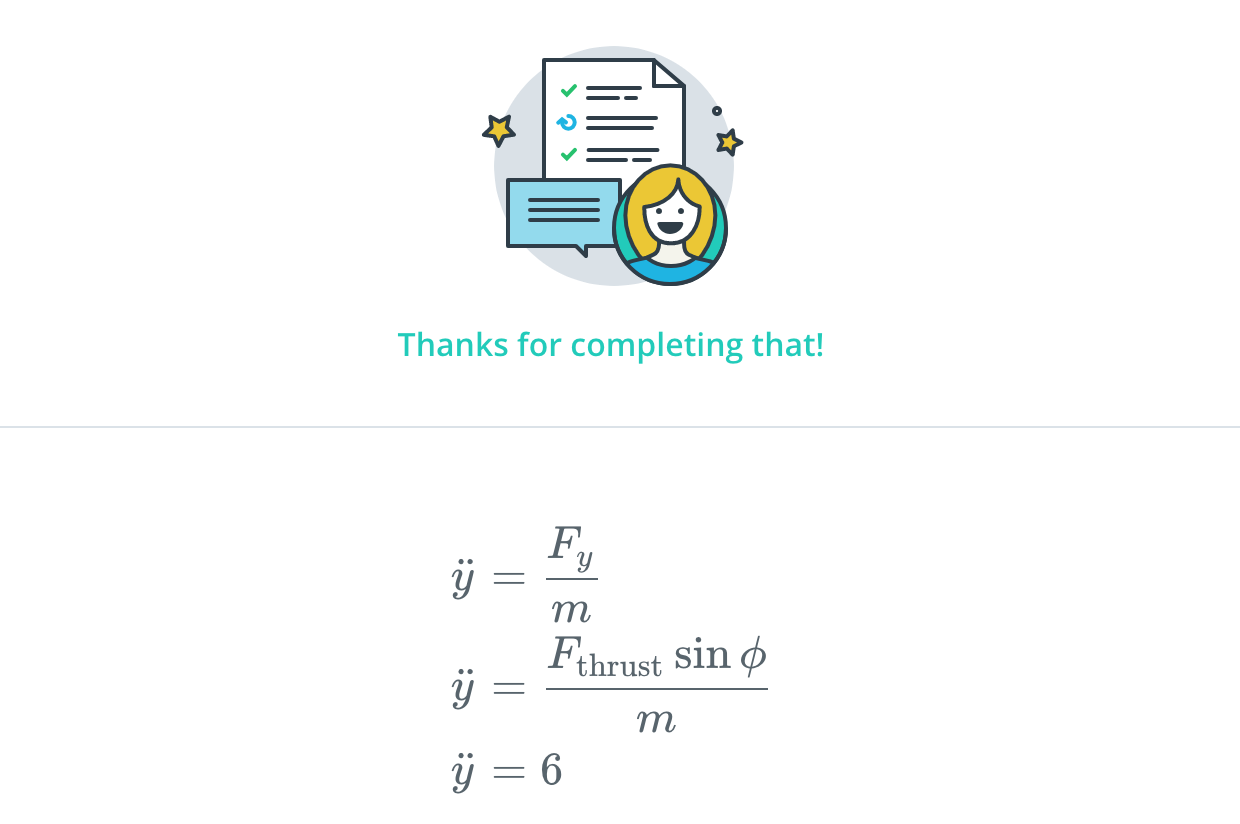 Thanks for completing that!
ÿ = F_y / m
ÿ = F_thrust sin ϕ / m
ÿ = 6